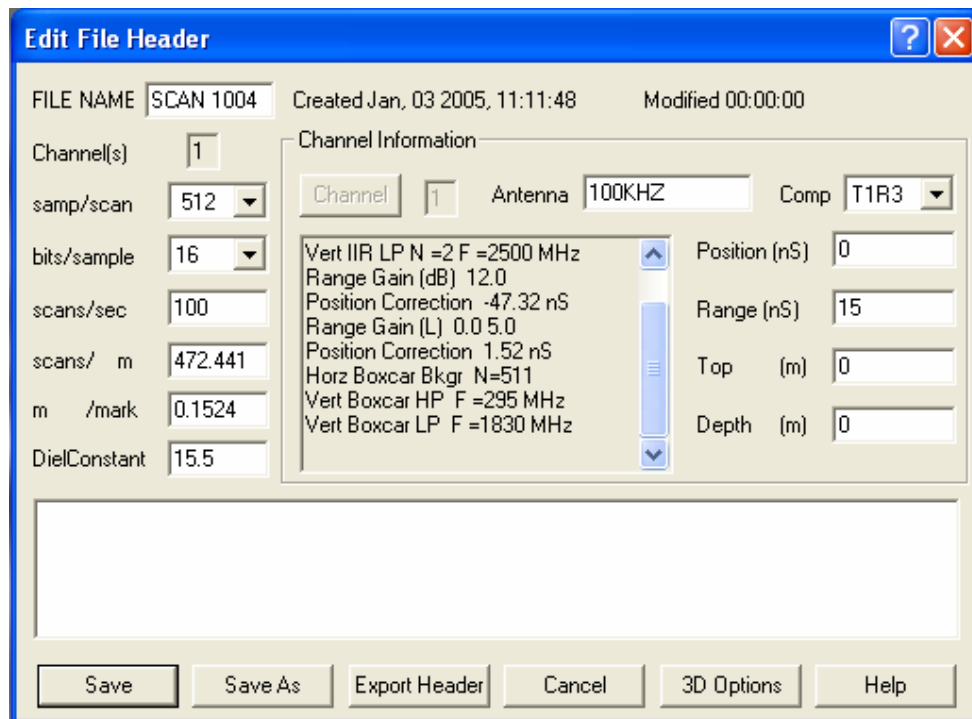 Edit File Header
FILE NAME SCAN 1004 Created Jan, 03 2005, 11:11:48 Modified 00:00:00
Channel(s) 1
samp/scan 512
bits/sample 16
scans/sec 100
scans/ m 472.441
m /mark 0.1524
DielConstant 15.5
Channel Information
Channel 1 Antenna 100KHZ Comp T1R3
Vert IIR LP N =2 F =2500 MHz
Range Gain (dB) 12.0
Position Correction -47.32 nS
Range Gain (L) 0.0 5.0
Position Correction 1.52 nS
Horz Boxcar Bkgr N=511
Vert Boxcar HP F =295 MHz
Vert Boxcar LP F =1830 MHz
Position (nS) 0
Range (nS) 15
Top (m) 0
Depth (m) 0
Save Save As Export Header Cancel 3D Options Help